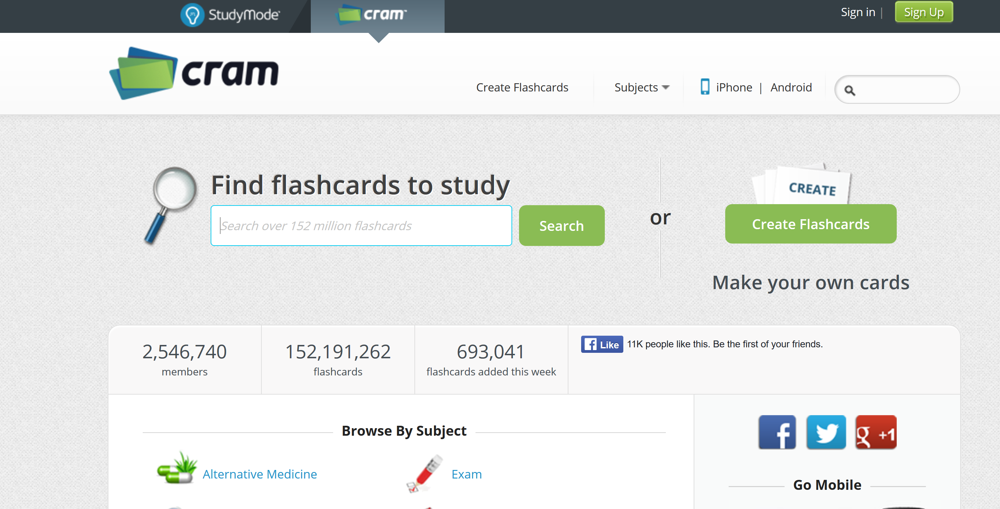 StudyMode™
cram™
Sign in |
Sign Up
cram
Create Flashcards
Subjects
iPhone | Android
Find flashcards to study
Search over 152 million flashcards
Search
or
CREATE
Create Flashcards
Make your own cards
2,546,740
members
152,191,262
flashcards
693,041
flashcards added this week
f Like 11K people like this. Be the first of your friends.
Browse By Subject
f
g +1
Alternative Medicine
Exam
Go Mobile